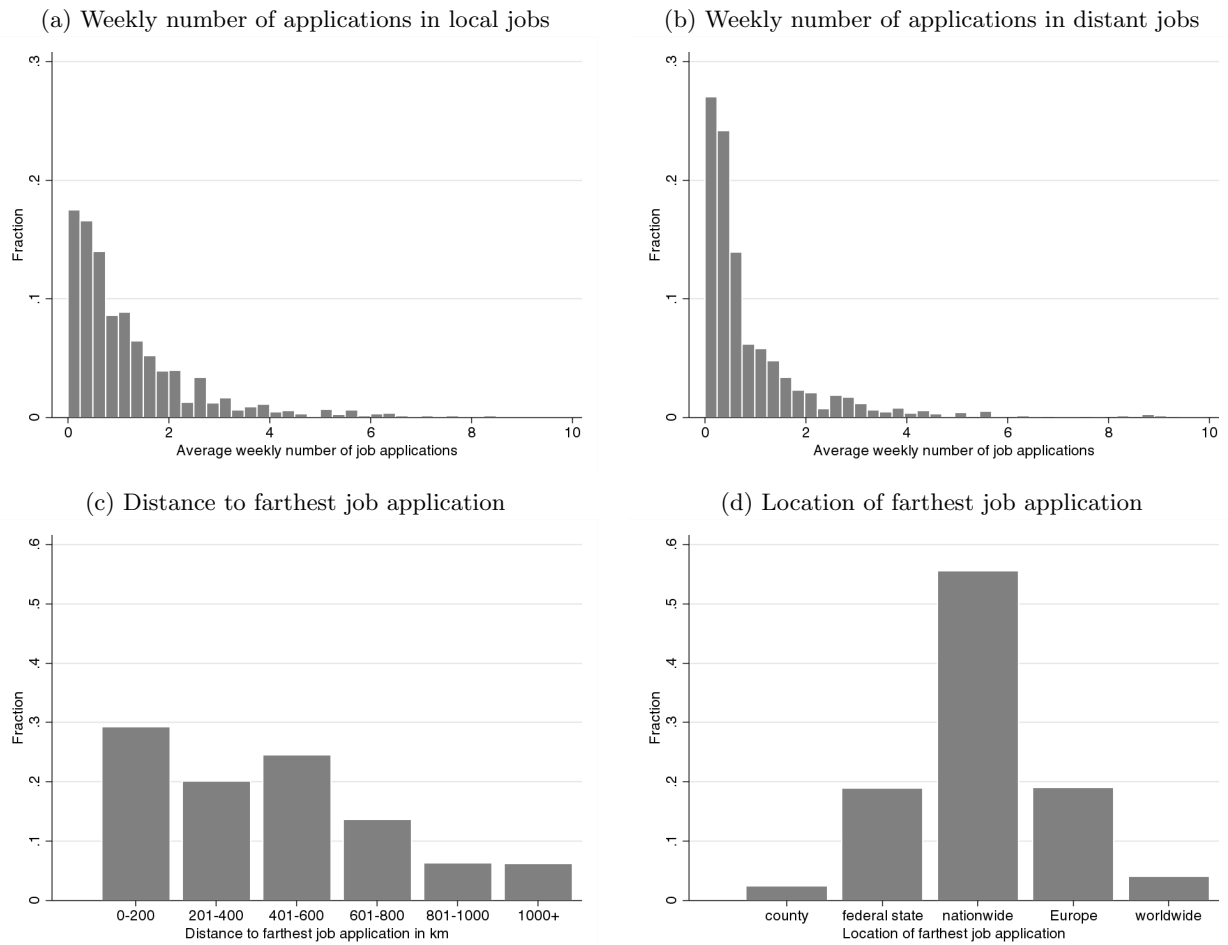 (a) Weekly number of applications in local jobs
.3
.2
.1
0
Fraction
0 2 4 6 8 10
Average weekly number of job applications
(b) Weekly number of applications in distant jobs
.3
.2
.1
0
Fraction
0 2 4 6 8 10
Average weekly number of job applications
(c) Distance to farthest job application
.6
.5
.4
.3
.2
.1
0
Fraction
0-200 201-400 401-600 601-800 801-1000 1000+
Distance to farthest job application in km
(d) Location of farthest job application
.6
.5
.4
.3
.2
.1
0
Fraction
county federal state nationwide Europe worldwide
Location of farthest job application